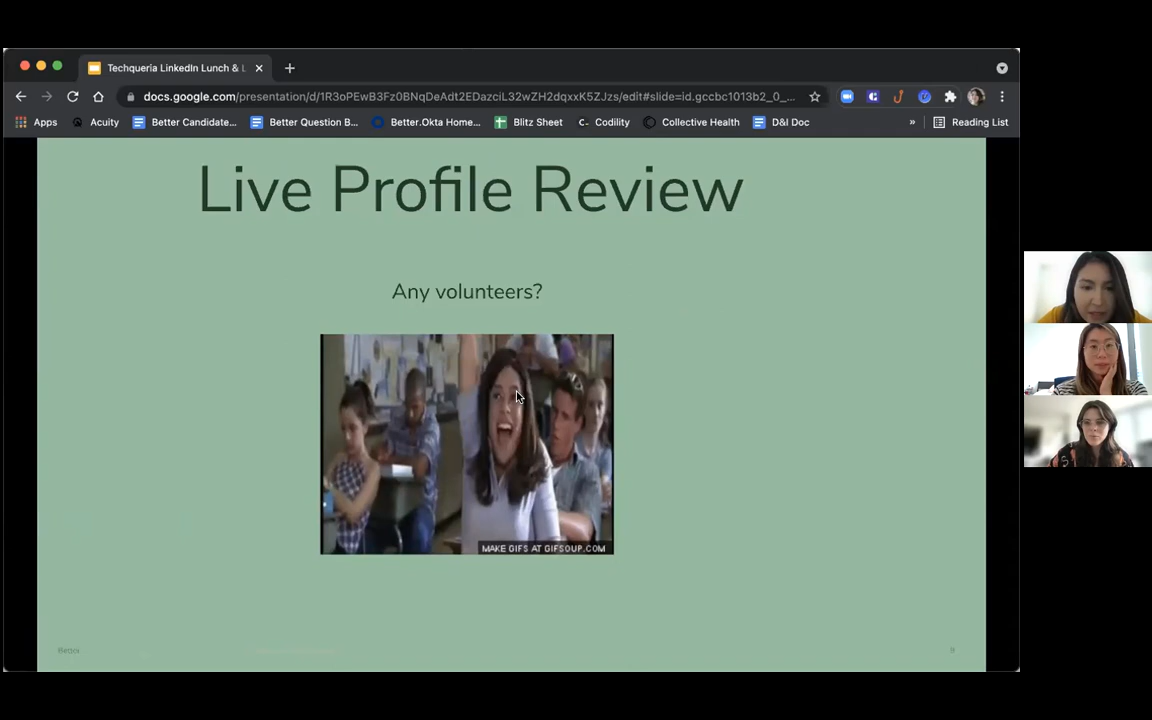 Techqueria LinkedIn Lunch & L
docs.google.com/presentation/d/1R3oPEwB3Fz0BNQDeAdt2EDazciL32wZH2dqxxK5ZJzs/edit#slide=id.gccbc1013b2_0_...
Apps Acuity Better Candidate... Better Question B... Better.Okta Home... Blitz Sheet C- Codility Collective Health D&I Doc » Reading List
Live Profile Review
Any volunteers?
MAKE GIFS AT GIFSOUP.COM
Better